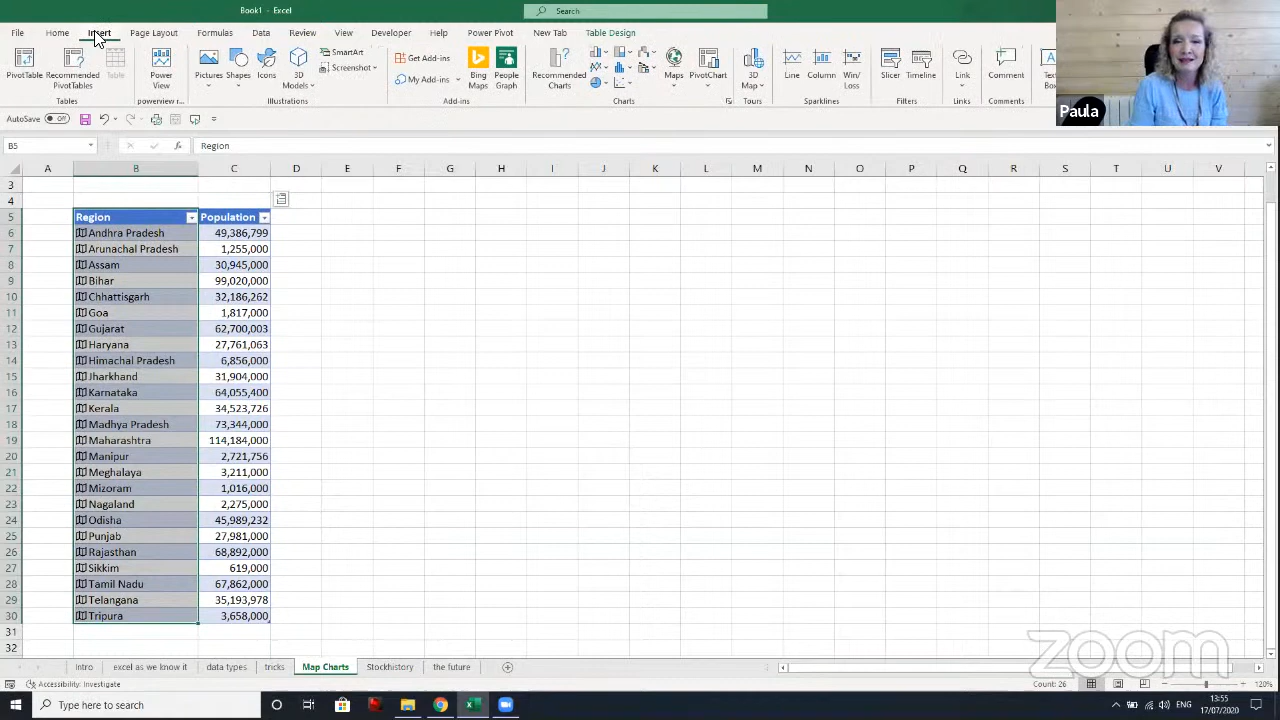 Book1 - Excel
Search
File Home Insert Page Layout Formulas Data Review View Developer Help Power Pivot New Tab Table Design
PivotTable Recommended PivotTables Table
Tables
Power View
powerview r...
Pictures Shapes Icons 3D Models SmartArt Screenshot
Illustrations
Get Add-ins
My Add-ins
Bing Maps
People Graph
Add-ins
Recommended Charts
Maps PivotChart
Charts
3D Map
Tours
Line Column Win/Loss
Sparklines
Slicer Timeline
Filters
Link
Links
Comment
Comments
Paula
AutoSave Off
B5
Region
A B C D E F G H I J K L M N O P Q R S T U V
3
4
5 Region Population
6 Andhra Pradesh 49,386,799
7 Arunachal Pradesh 1,255,000
8 Assam 30,945,000
9 Bihar 99,020,000
10 Chhattisgarh 32,186,262
11 Goa 1,817,000
12 Gujarat 62,700,003
13 Haryana 27,761,063
14 Himachal Pradesh 6,856,000
15 Jharkhand 31,904,000
16 Karnataka 64,055,400
17 Kerala 34,523,726
18 Madhya Pradesh 73,344,000
19 Maharashtra 114,184,000
20 Manipur 2,721,756
21 Meghalaya 3,211,000
22 Mizoram 1,016,000
23 Nagaland 2,275,000
24 Odisha 45,989,232
25 Punjab 27,981,000
26 Rajasthan 68,892,000
27 Sikkim 619,000
28 Tamil Nadu 67,862,000
29 Telangana 35,193,978
30 Tripura 3,658,000
31
32
zoom
Intro excel as we know it data types tricks Map Charts Stockhistory the future
Accessibility: Investigate
Count: 26
120%
Type here to search
ENG
13:55
17/07/2020